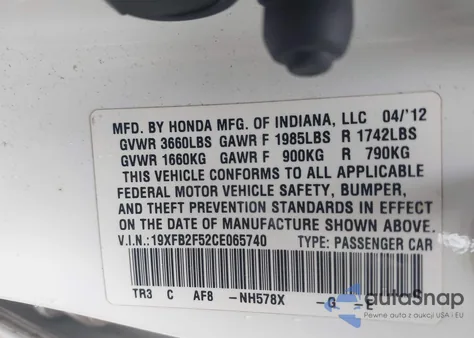 MFD. BY HONDA MFG. OF INDIANA, LLC 04/'12
GVWR 3660LBS GAWR F 1985LBS R 1742LBS
GVWR 1660KG GAWR F 900KG R 790KG
THIS VEHICLE CONFORMS TO ALL APPLICABLE
FEDERAL MOTOR VEHICLE SAFETY, BUMPER,
AND THEFT PREVENTION STANDARDS IN EFFECT
ON THE DATE OF MANUFACTURE SHOWN ABOVE.
V.I.N.:19XFB2F52CE065740 TYPE: PASSENGER CAR
TR3 C AF8 -NH578X -G -E
autoSnap
Pewne auta z aukcji USA i EU